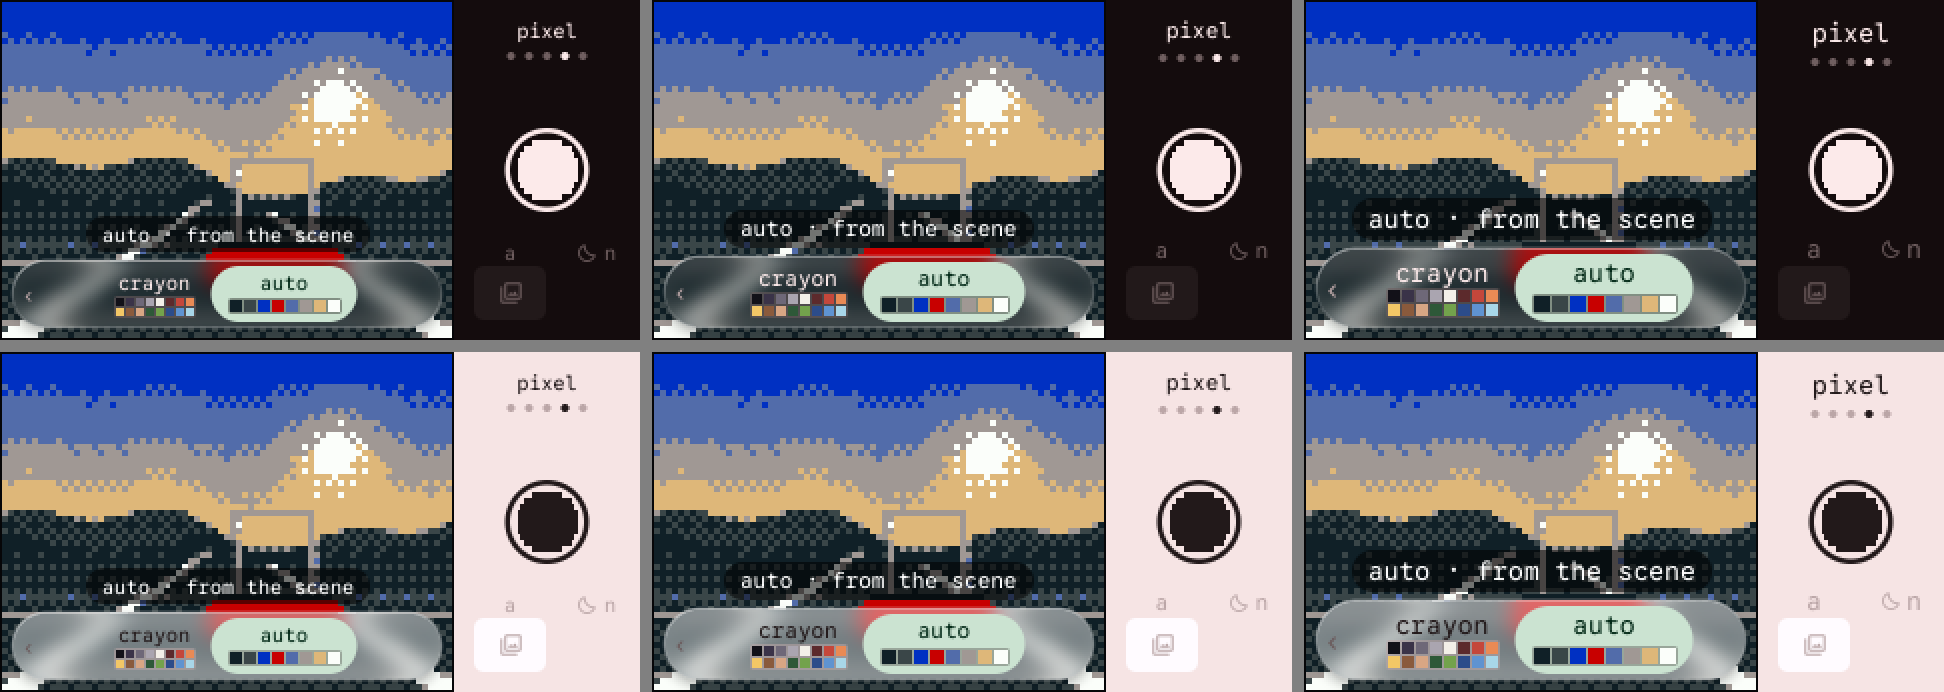 pixel
auto · from the scene
a n
crayon auto
pixel
auto · from the scene
a n
crayon auto
pixel
auto · from the scene
a n
crayon auto
pixel
auto · from the scene
a n
crayon auto
pixel
auto · from the scene
a n
crayon auto
pixel
auto · from the scene
a n
crayon auto